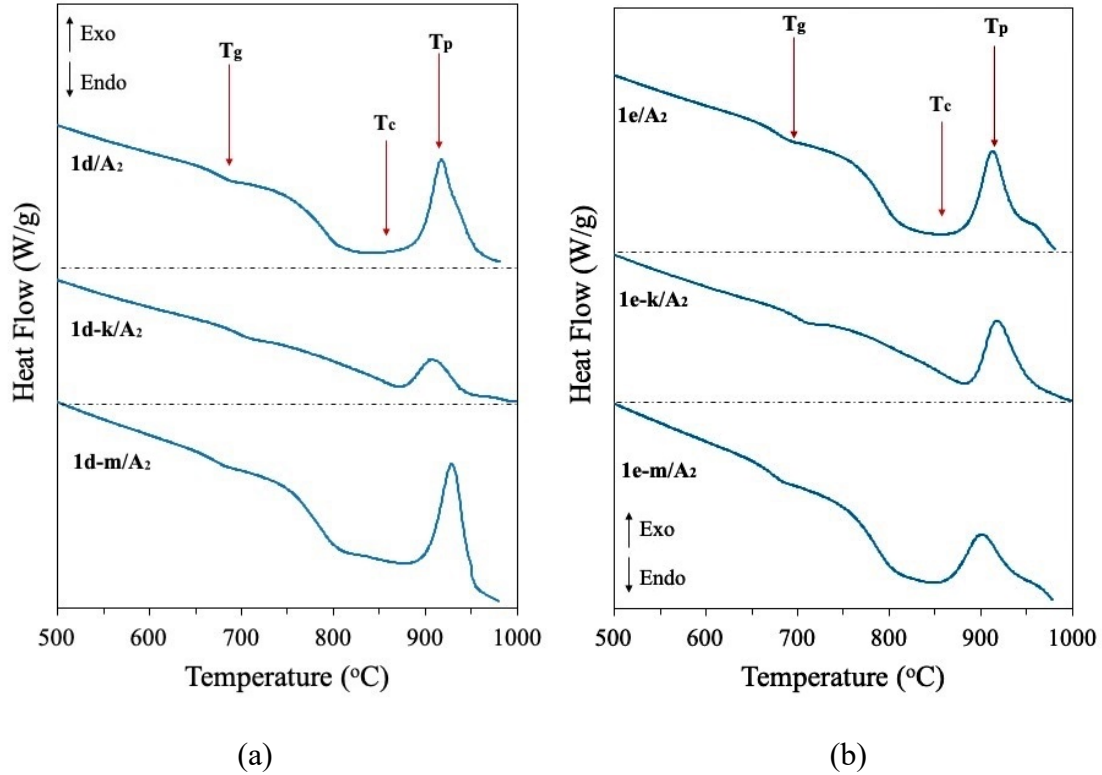 Exo
Endo
Tg
Tc
Tp
1d/A2
1d-k/A2
1d-m/A2
Heat Flow (W/g)
500 600 700 800 900 1000
Temperature (oC)
(a)
Tg
Tc
Tp
1e/A2
1e-k/A2
1e-m/A2
Exo
Endo
Heat Flow (W/g)
500 600 700 800 900 1000
Temperature (oC)
(b)